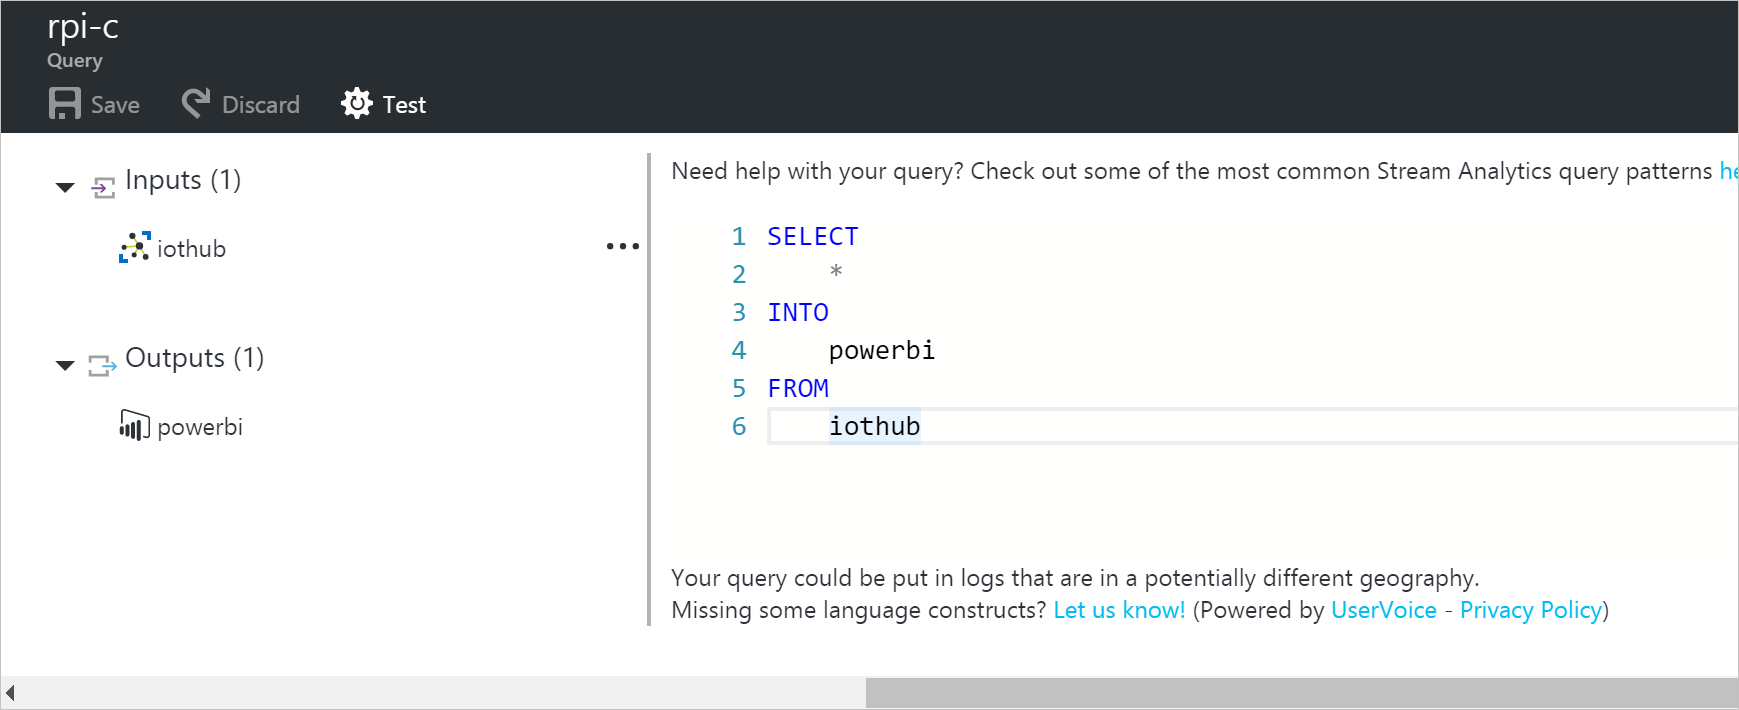 rpi-c
Query
Save Discard Test
Inputs (1)
iothub
Outputs (1)
powerbi
Need help with your query? Check out some of the most common Stream Analytics query patterns
1 SELECT
2 *
3 INTO
4 powerbi
5 FROM
6 iothub
Your query could be put in logs that are in a potentially different geography.
Missing some language constructs? Let us know! (Powered by UserVoice - Privacy Policy)